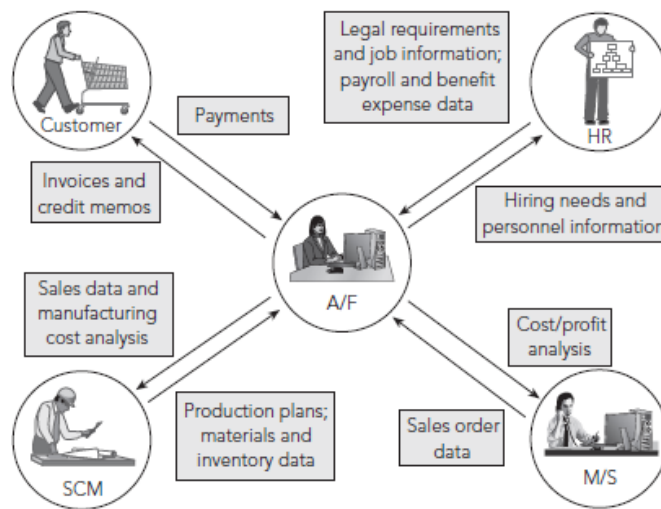 Customer
Payments
Legal requirements
and job information;
payroll and benefit
expense data
HR
Invoices and
credit memos
Hiring needs and
personnel information
A/F
Sales data and
manufacturing
cost analysis
Cost/profit
analysis
SCM
Production plans;
materials and
inventory data
Sales order
data
M/S